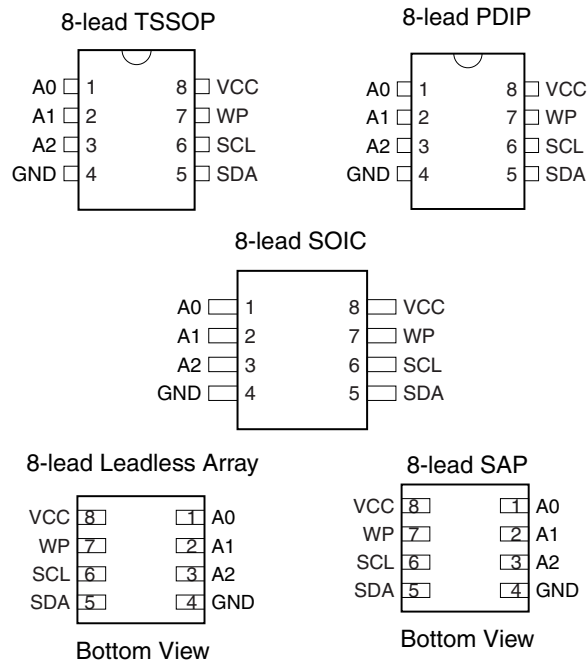 8-lead TSSOP
A0 1 8 VCC
A1 2 7 WP
A2 3 6 SCL
GND 4 5 SDA
8-lead PDIP
A0 1 8 VCC
A1 2 7 WP
A2 3 6 SCL
GND 4 5 SDA
8-lead SOIC
A0 1 8 VCC
A1 2 7 WP
A2 3 6 SCL
GND 4 5 SDA
8-lead Leadless Array
VCC 8 1 A0
WP 7 2 A1
SCL 6 3 A2
SDA 5 4 GND
Bottom View
8-lead SAP
VCC 8 1 A0
WP 7 2 A1
SCL 6 3 A2
SDA 5 4 GND
Bottom View